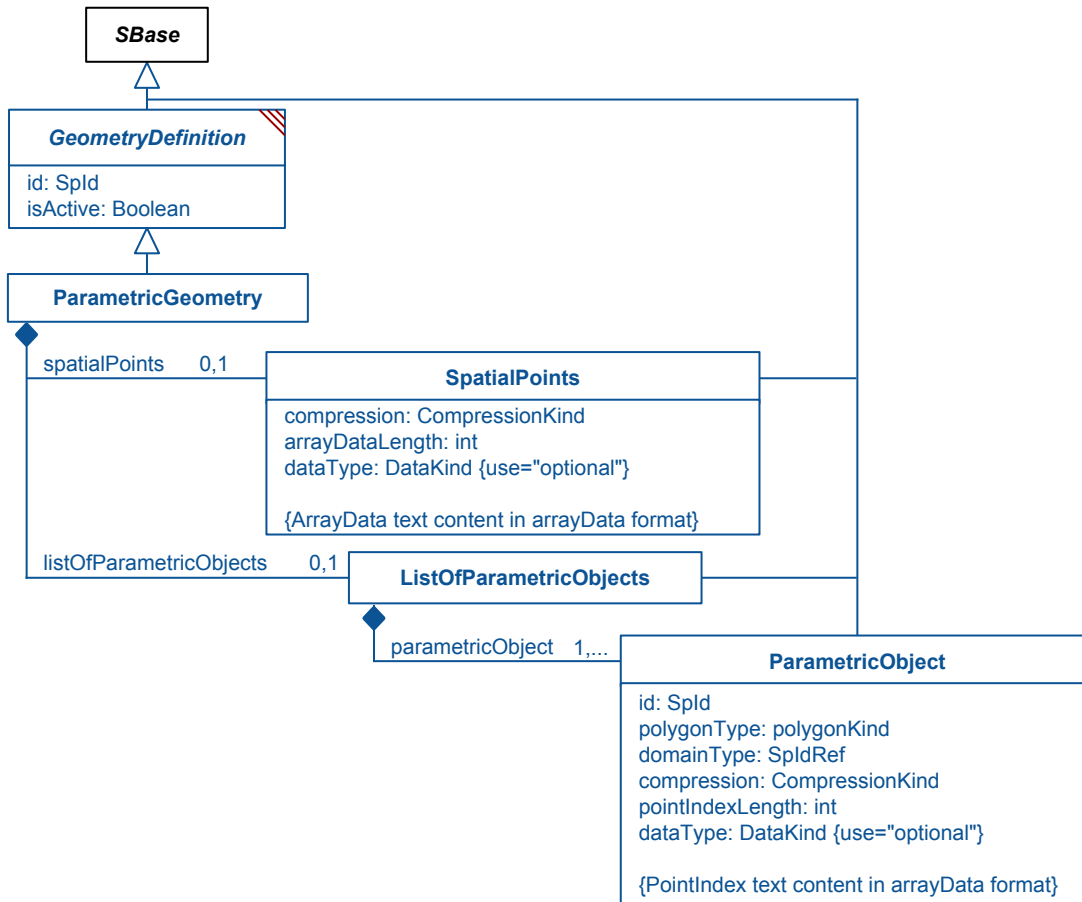 SBase
GeometryDefinition
id: SpId
isActive: Boolean
ParametricGeometry
spatialPoints 0,1
SpatialPoints
compression: CompressionKind
arrayDataLength: int
dataType: DataKind {use="optional"}
{ArrayData text content in arrayData format}
listOfParametricObjects 0,1
ListOfParametricObjects
parametricObject 1,...
ParametricObject
id: SpId
polygonType: polygonKind
domainType: SpIdRef
compression: CompressionKind
pointIndexLength: int
dataType: DataKind {use="optional"}
{PointIndex text content in arrayData format}